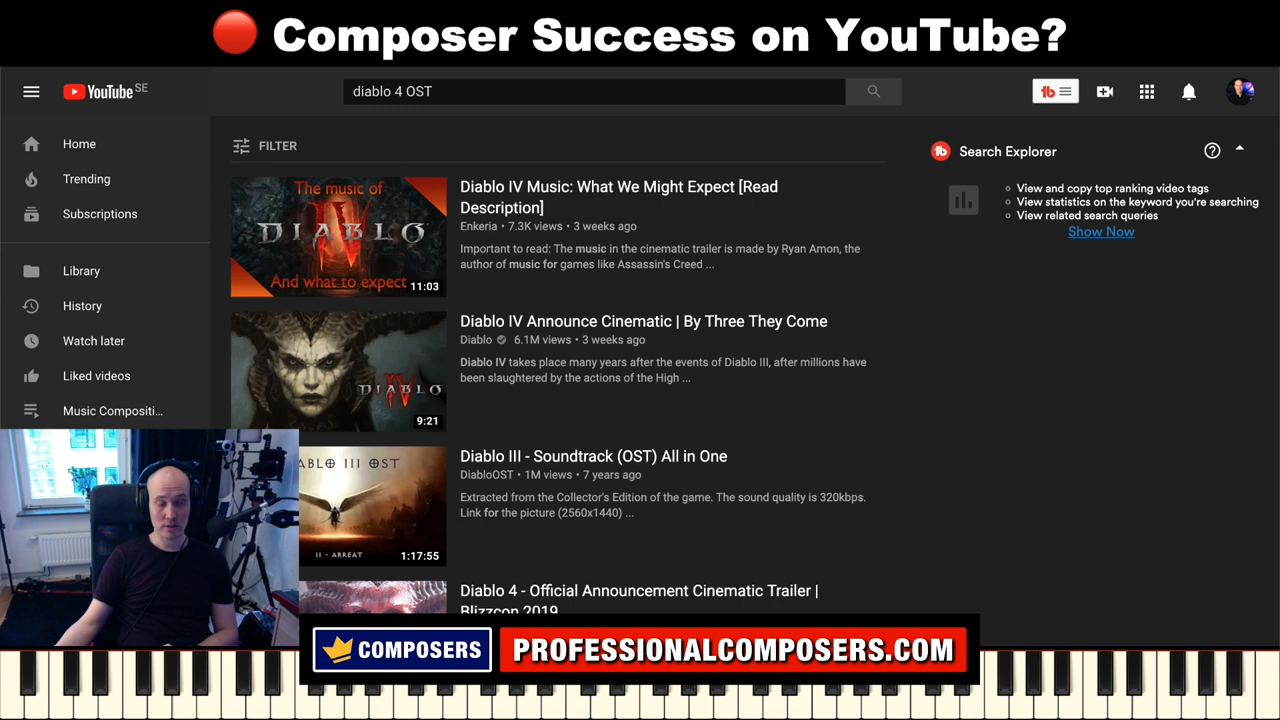 Composer Success on YouTube?
YouTube SE
diablo 4 OST
Home
Trending
Subscriptions
Library
History
Watch later
Liked videos
Music Compositi...
FILTER
The music of
DIABLO
And what to expect
11:03
Diablo IV Music: What We Might Expect [Read
Description]
Enkeria • 7.3K views • 3 weeks ago
Important to read: The music in the cinematic trailer is made by Ryan Amon, the
author of music for games like Assassin's Creed ...
DIABLO
IV
9:21
Diablo IV Announce Cinematic | By Three They Come
Diablo 6.1M views • 3 weeks ago
Diablo IV takes place many years after the events of Diablo III, after millions have
been slaughtered by the actions of the High ...
ABLO III OST
II - ARREAT
1:17:55
Diablo III - Soundtrack (OST) All in One
DiabloOST • 1M views • 7 years ago
Extracted from the Collector's Edition of the game. The sound quality is 320kbps.
Link for the picture (2560x1440) ...
Diablo 4 - Official Announcement Cinematic Trailer |
Blizzcon 2019
Search Explorer
View and copy top ranking video tags
View statistics on the keyword you're searching
View related search queries
Show Now
COMPOSERS
PROFESSIONALCOMPOSERS.COM